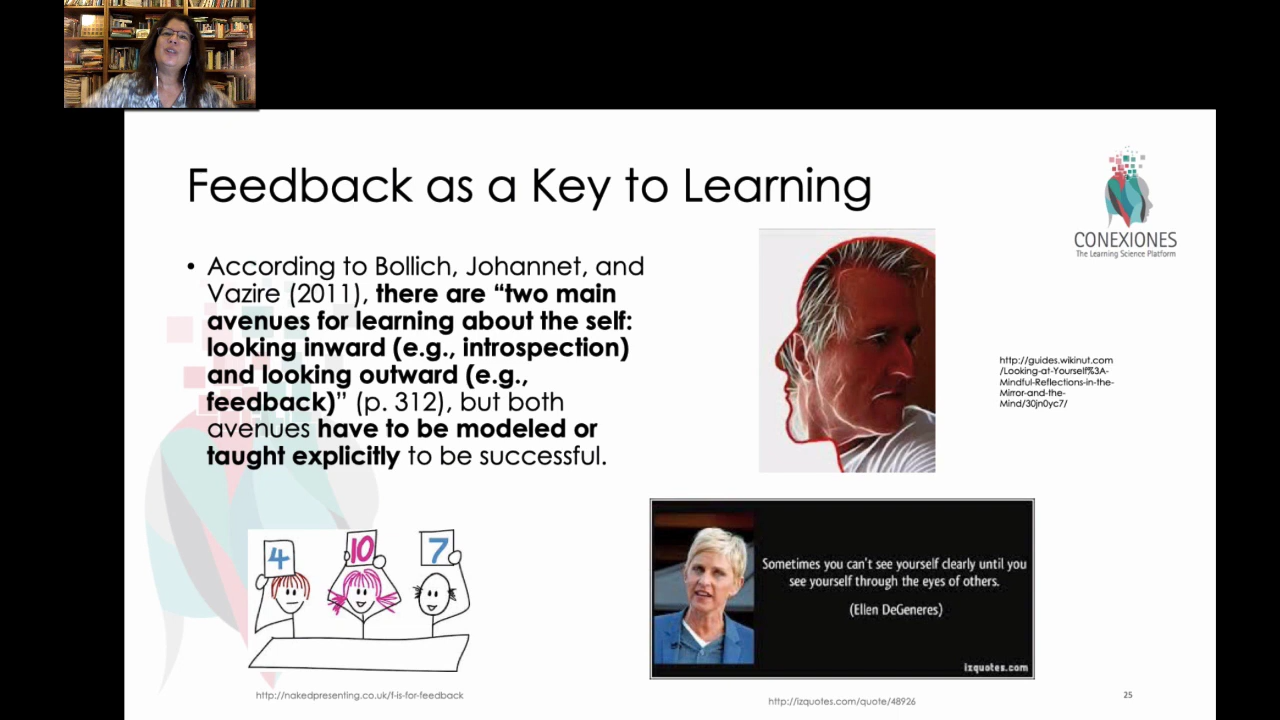 Feedback as a Key to Learning
CONEXIONES
The Learning Science Platform
• According to Bollich, Johannet, and
Vazire (2011), there are “two main
avenues for learning about the self:
looking inward (e.g., introspection)
and looking outward (e.g.,
feedback)” (p. 312), but both
avenues have to be modeled or
taught explicitly to be successful.
http://guides.wikinut.com
/Looking-at-Yourself%3A-
Mindful-Reflections-in-the-
Mirror-and-the-
Mind/30jn0yc7/
4 10 7
Sometimes you can't see yourself clearly until you
see yourself through the eyes of others.
(Ellen DeGeneres)
izquotes.com
http://nakedpresenting.co.uk/f-is-for-feedback
http://izquotes.com/quote/48926
25